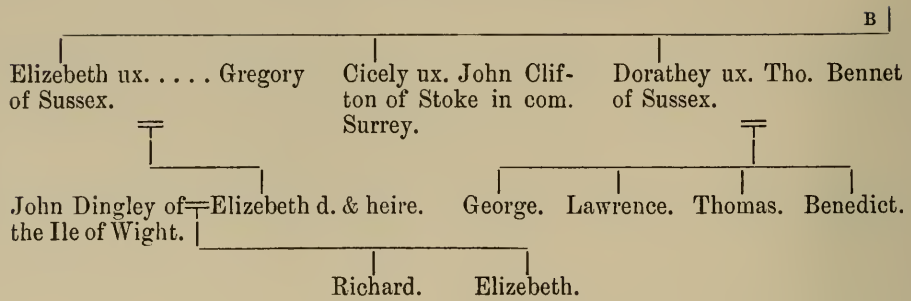 B
Elizebeth ux. . . . . Gregory
of Sussex.
Cicely ux. John Clif-
ton of Stoke in com.
Surrey.
Dorathey ux. Tho. Bennet
of Sussex.
John Dingley of
the Ile of Wight.
Elizebeth d. & heire.
George. Lawrence. Thomas. Benedict.
Richard. Elizebeth.